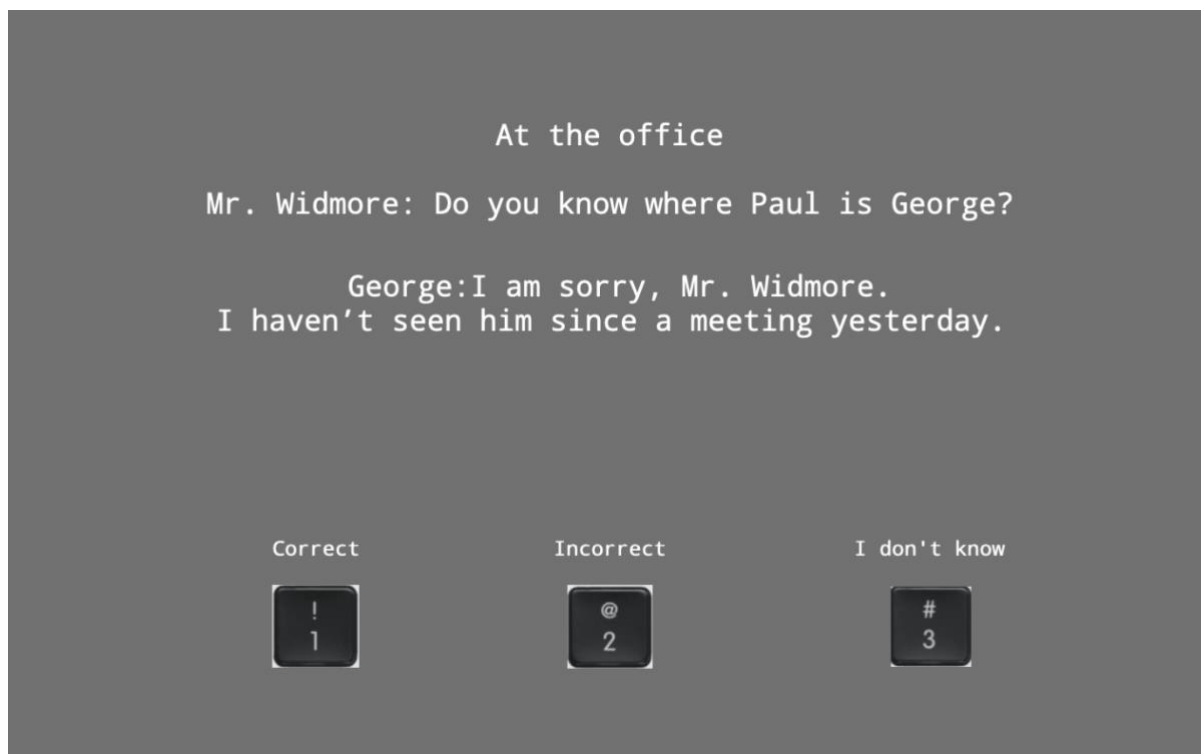 At the office
Mr. Widmore: Do you know where Paul is George?
George:I am sorry, Mr. Widmore.
I haven’t seen him since a meeting yesterday.
Correct
Incorrect
I don't know
!
1
@
2
#
3